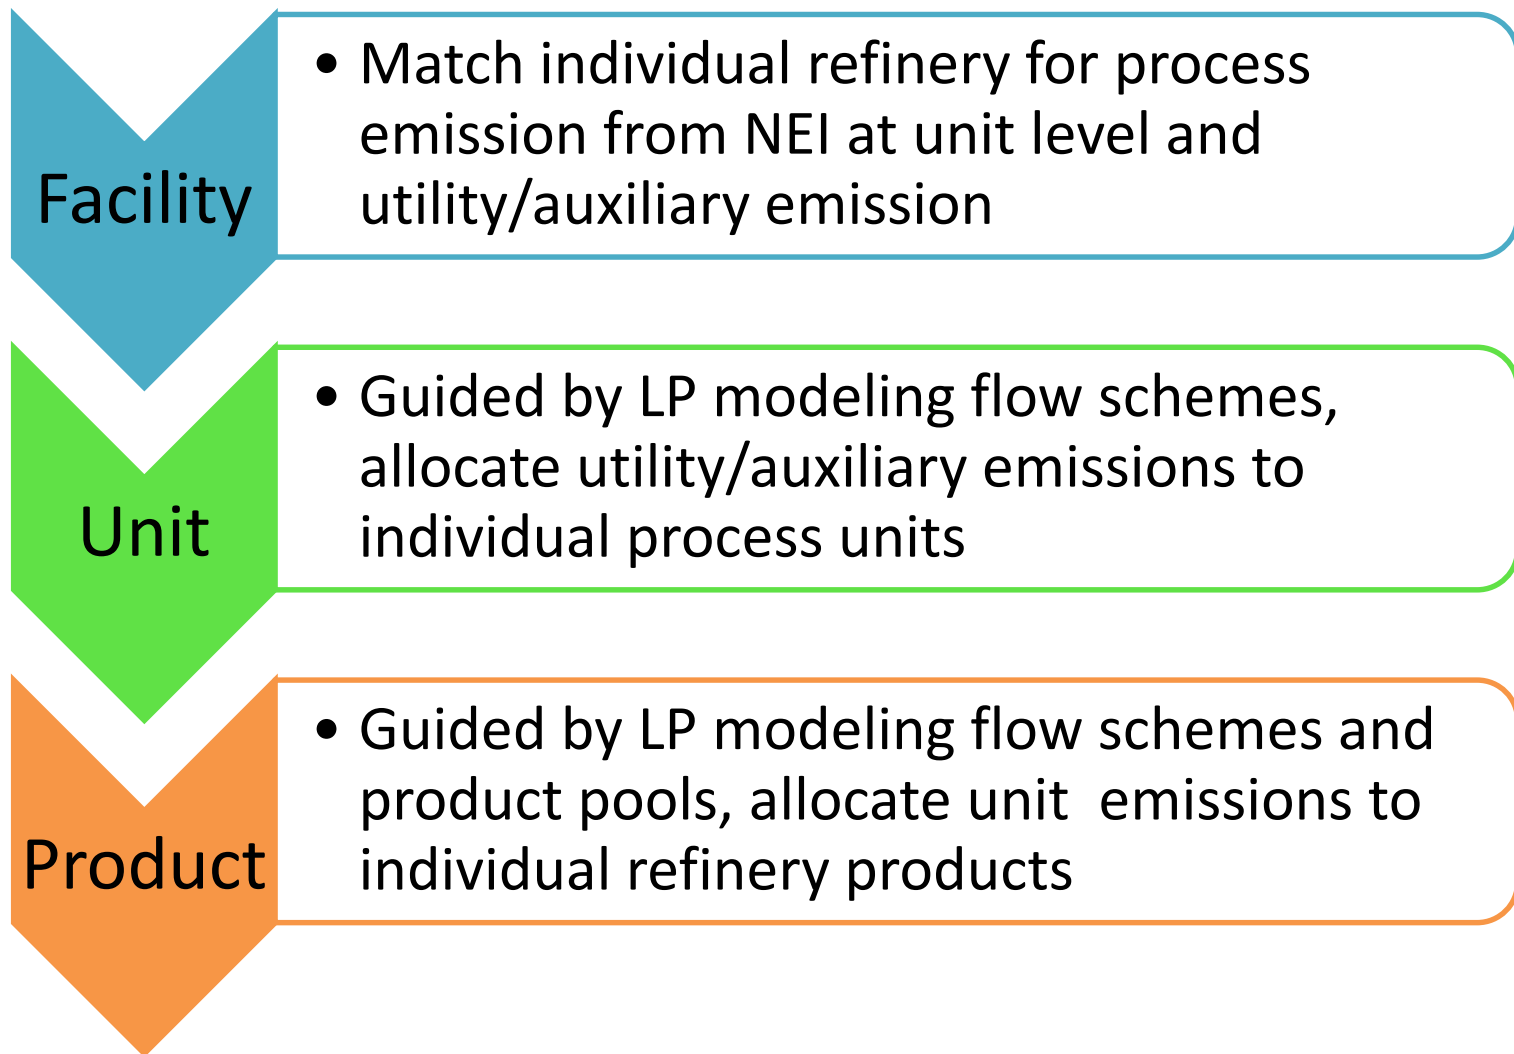 Facility
• Match individual refinery for process
emission from NEI at unit level and
utility/auxiliary emission
Unit
• Guided by LP modeling flow schemes,
allocate utility/auxiliary emissions to
individual process units
Product
• Guided by LP modeling flow schemes and
product pools, allocate unit  emissions to
individual refinery products